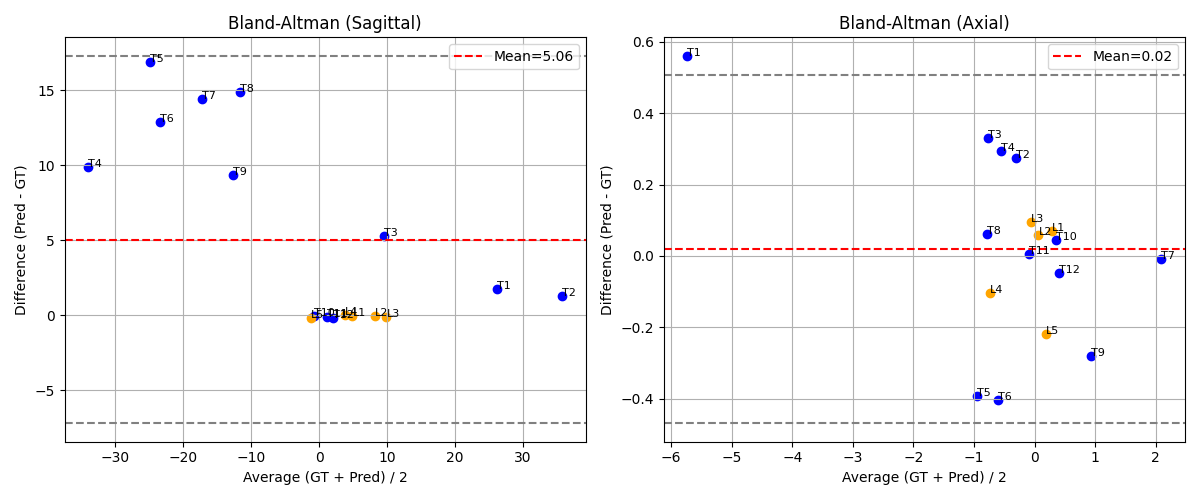 Bland-Altman (Sagittal)
Difference (Pred - GT)
15
10
5
0
−5
−30
−20
−10
0
10
20
30
Average (GT + Pred) / 2
Mean=5.06
T5
T8
T7
T6
T4
T9
T3
T1
T2
T10
L4
L1
L2
L3
Bland-Altman (Axial)
Difference (Pred - GT)
0.6
0.4
0.2
0.0
−0.2
−0.4
−6
−5
−4
−3
−2
−1
0
1
2
Average (GT + Pred) / 2
Mean=0.02
T1
T3
T4
T2
L3
L1
L2
T10
T8
T11
T7
T12
L4
L5
T9
T5
T6